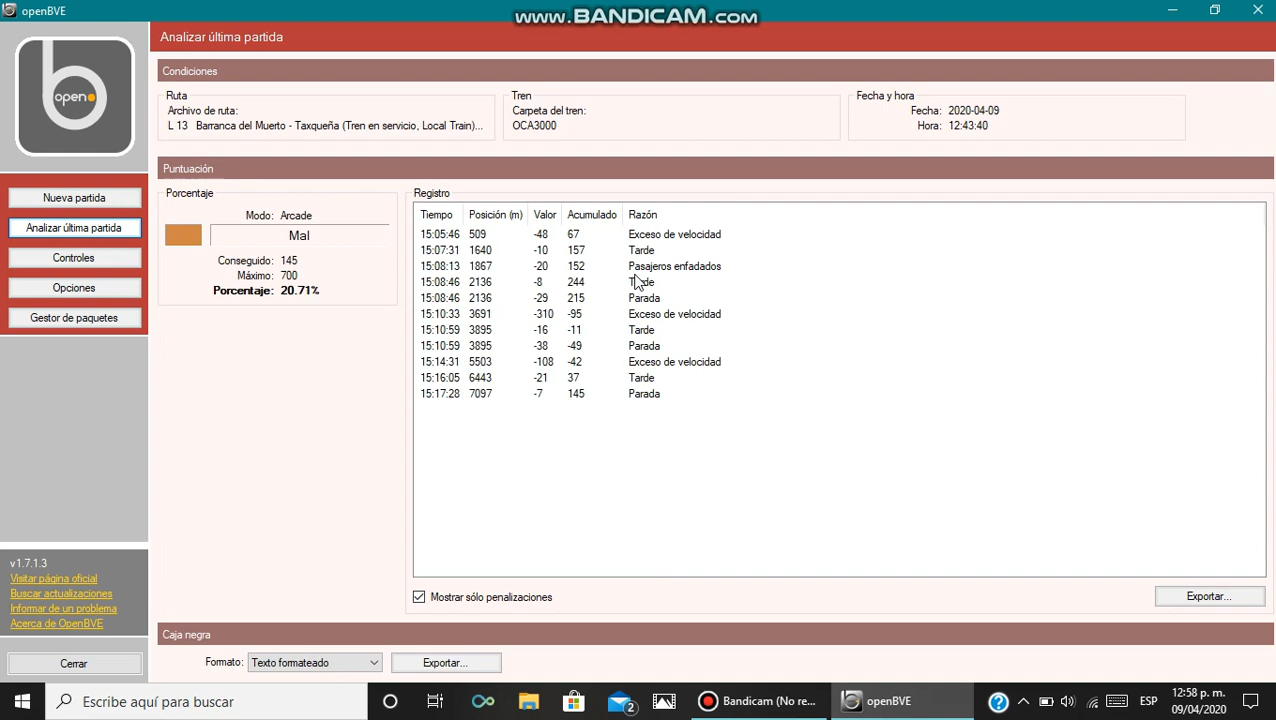 openBVE
www.BANDICAM.com
Analizar última partida
Condiciones
Ruta
Archivo de ruta:
L 13 Barranca del Muerto - Taxqueña (Tren en servicio, Local Train)...
Tren
Carpeta del tren:
OCA3000
Fecha y hora
Fecha: 2020-04-09
Hora: 12:43:40
open
Nueva partida
Analizar última partida
Controles
Opciones
Gestor de paquetes
Puntuación
Porcentaje
Modo: Arcade
Mal
Conseguido: 145
Máximo: 700
Porcentaje: 20.71%
Registro
Tiempo Posición (m) Valor Acumulado Razón
15:05:46 509 -48 67 Exceso de velocidad
15:07:31 1640 -10 157 Tarde
15:08:13 1867 -20 152 Pasajeros enfadados
15:08:46 2136 -8 244 Tarde
15:08:46 2136 -29 215 Parada
15:10:33 3691 -310 -95 Exceso de velocidad
15:10:59 3895 -16 -11 Tarde
15:10:59 3895 -38 -49 Parada
15:14:31 5503 -108 -42 Exceso de velocidad
15:16:05 6443 -21 37 Tarde
15:17:28 7097 -7 145 Parada
Mostrar sólo penalizaciones
Exportar...
v1.7.1.3
Visitar página oficial
Buscar actualizaciones
Informar de un problema
Acerca de OpenBVE
Cerrar
Caja negra
Formato: Texto formateado
Exportar...
Escribe aquí para buscar
2
Bandicam (No re...
openBVE
ESP
12:58 p. m.
09/04/2020